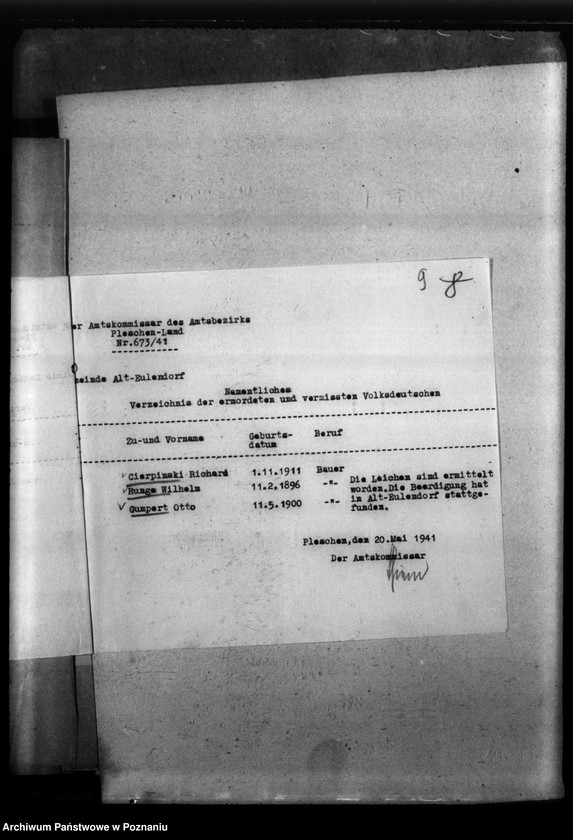 9 8
er Amtskommissar des Amtsbezirks
Pleschen-Land
Nr.673/41
einde Alt-Eulendorf
Namentliches
Verzeichnis der ermordeten und vermissten Volksdeutschen
Zu-und Vorname Geburts- Beruf
datum
Cierpinski Richard 1.11.1911 Bauer
Runge Wilhelm 11.2.1896 -"- Die Leichen sind ermittelt
worden.Die Beerdigung hat
Gumpert Otto 11.5.1900 -"- in Alt-Eulendorf stattge-
funden.
Pleschen,den 20.Mai 1941
Der Amtskommissar
Archiwum Państwowe w Poznaniu